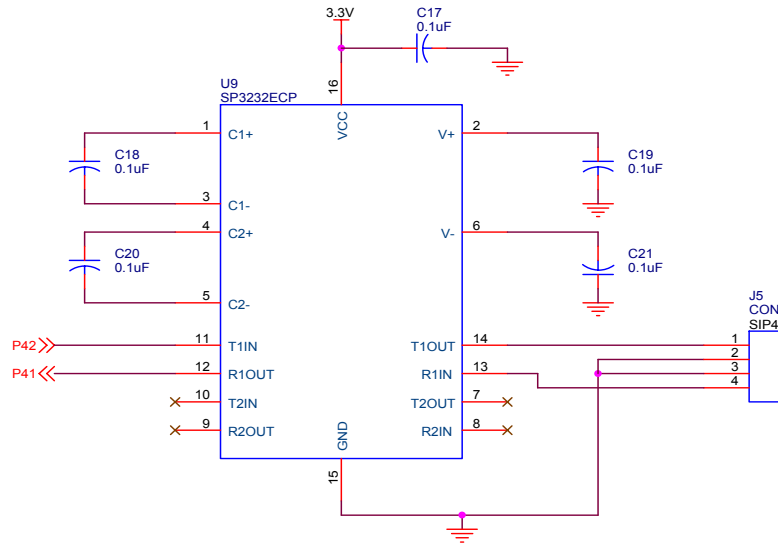 3.3V
C17
0.1uF
U9
SP3232ECP
16
VCC
1
C1+
V+
2
C18
0.1uF
C19
0.1uF
3
C1-
4
C2+
V-
6
C20
0.1uF
C21
0.1uF
5
C2-
J5
CON
SIP4
P42
11
T1IN
T1OUT
14
1
2
P41
12
R1OUT
R1IN
13
3
4
10
T2IN
T2OUT
7
9
R2OUT
R2IN
8
GND
15